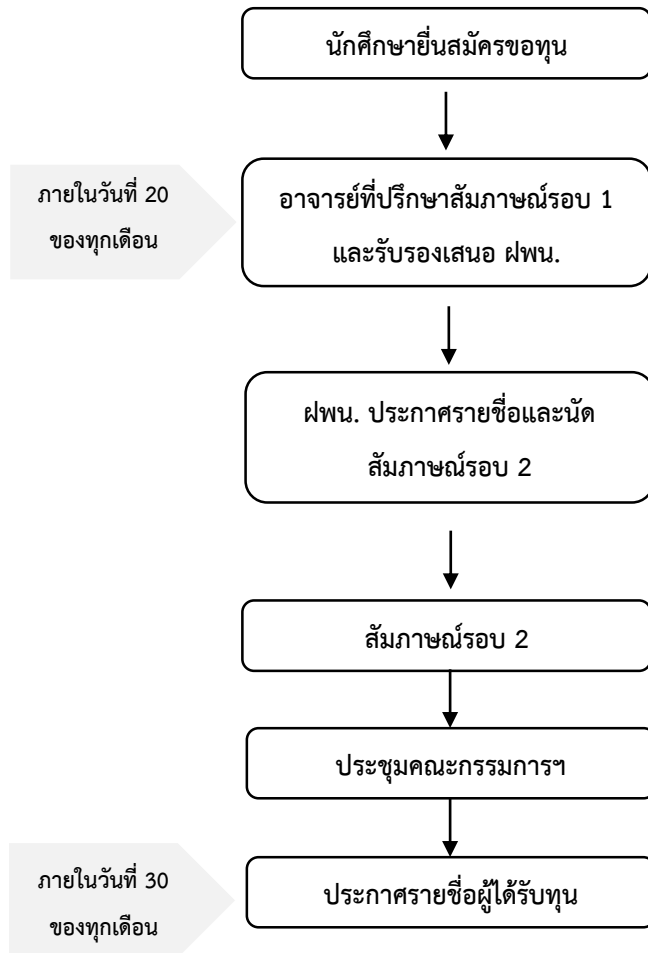 นักศึกษายื่นสมัครขอทุน
ภายในวันที่ 20
ของทุกเดือน
อาจารย์ที่ปรึกษาสัมภาษณ์รอบ 1
และรับรองเสนอ ฝพน.
ฝพน. ประกาศรายชื่อและนัด
สัมภาษณ์รอบ 2
สัมภาษณ์รอบ 2
ประชุมคณะกรรมการฯ
ภายในวันที่ 30
ของทุกเดือน
ประกาศรายชื่อผู้ได้รับทุน